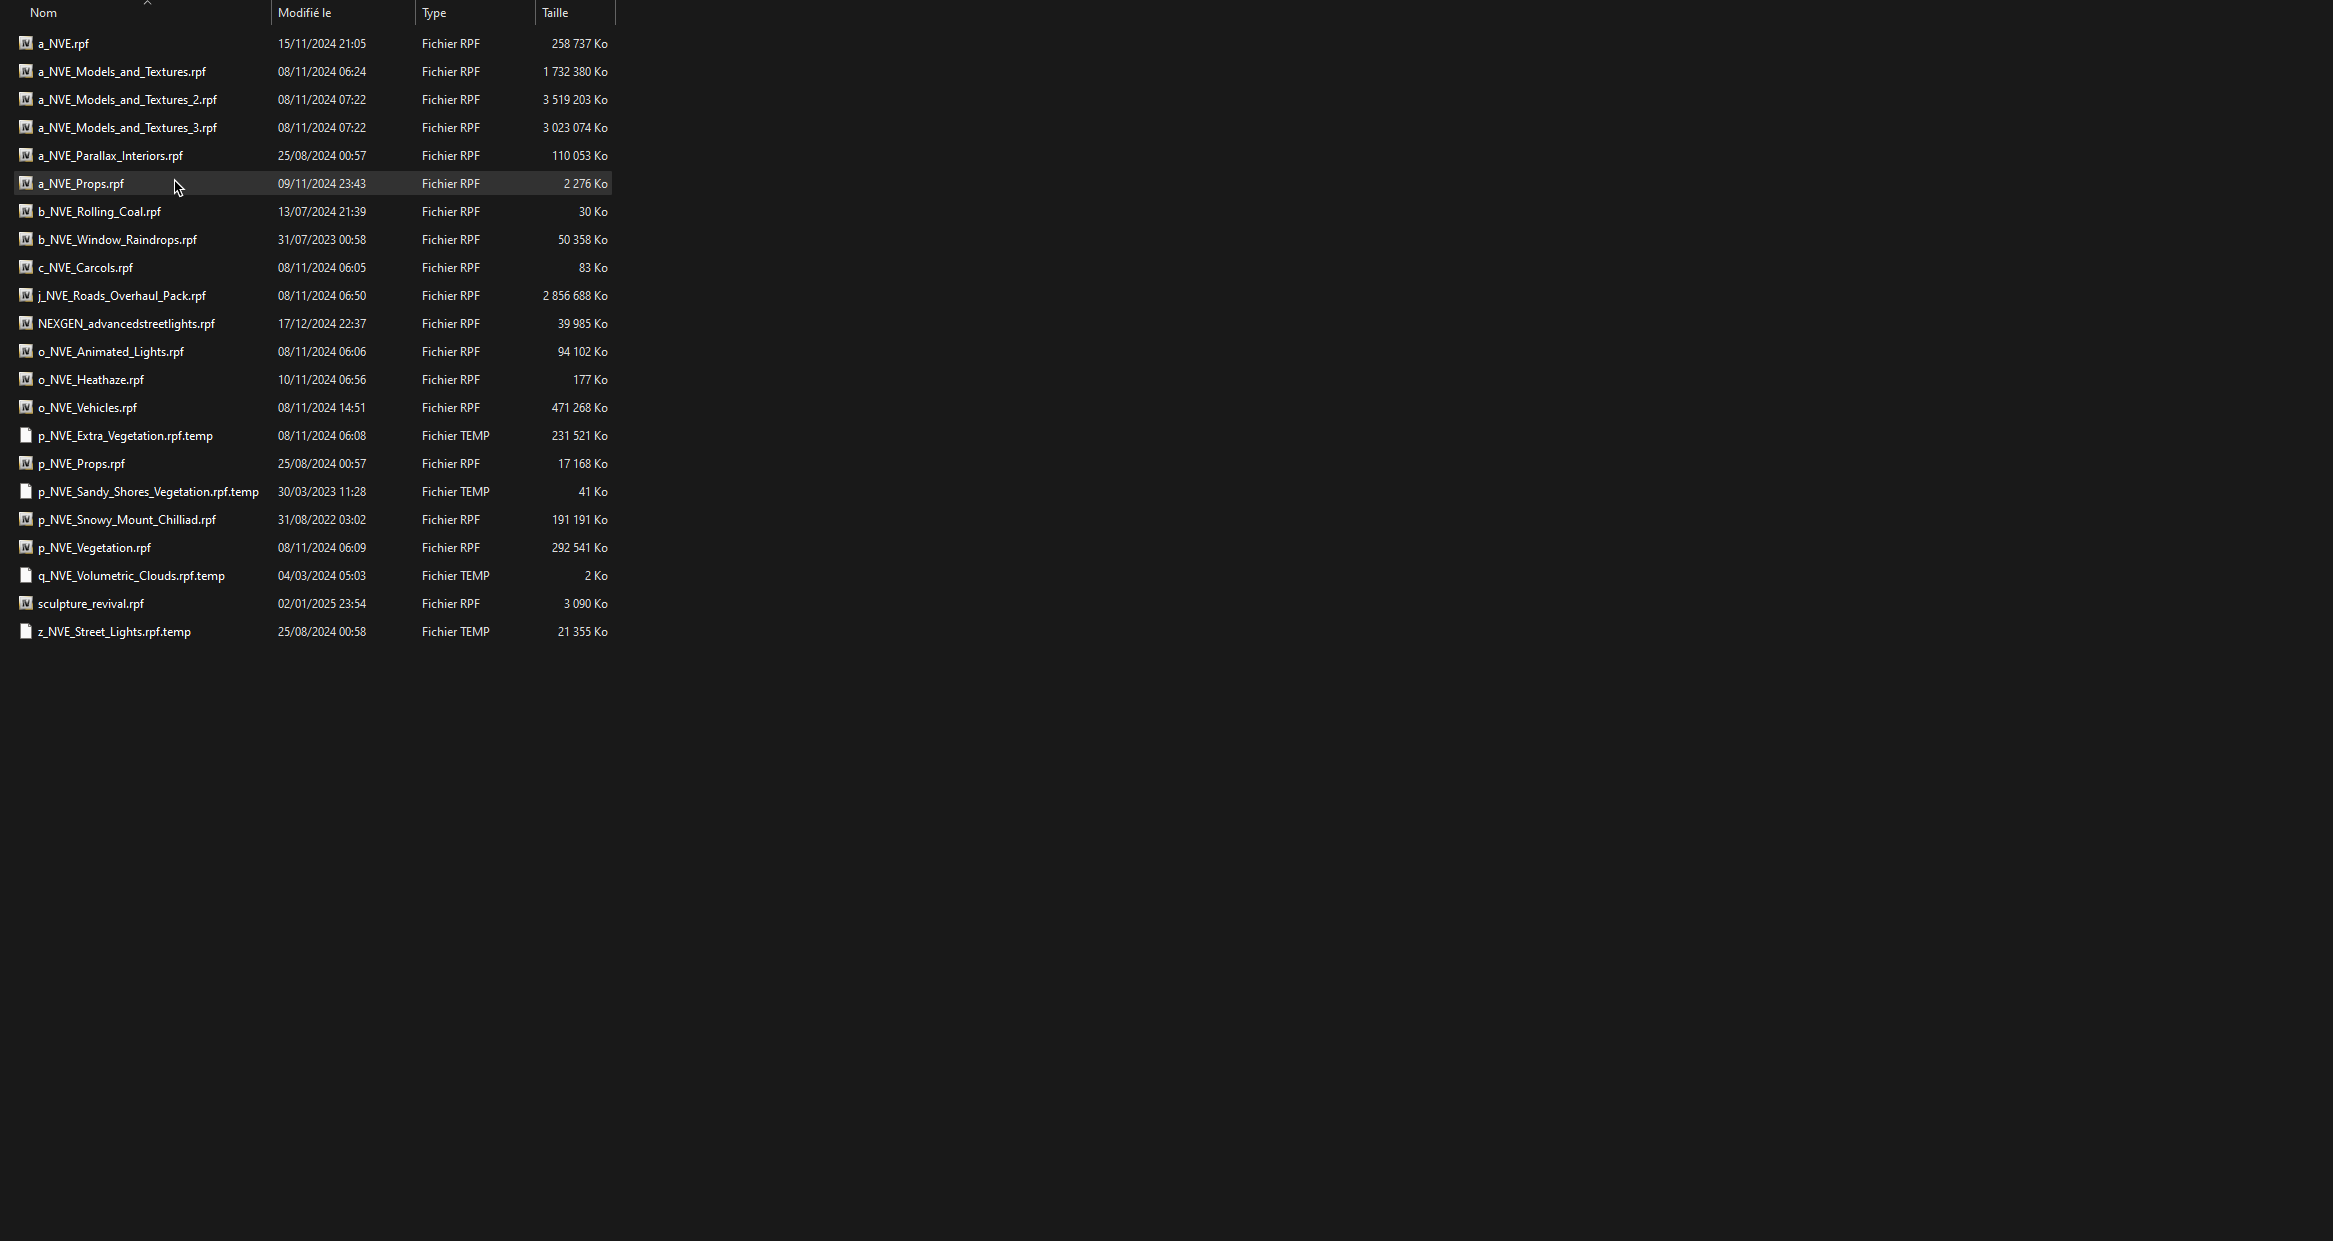 Nom Modifié le Type Taille
a_NVE.rpf 15/11/2024 21:05 Fichier RPF 258 737 Ko
a_NVE_Models_and_Textures.rpf 08/11/2024 06:24 Fichier RPF 1 732 380 Ko
a_NVE_Models_and_Textures_2.rpf 08/11/2024 07:22 Fichier RPF 3 519 203 Ko
a_NVE_Models_and_Textures_3.rpf 08/11/2024 07:22 Fichier RPF 3 023 074 Ko
a_NVE_Parallax_Interiors.rpf 25/08/2024 00:57 Fichier RPF 110 053 Ko
a_NVE_Props.rpf 09/11/2024 23:43 Fichier RPF 2 276 Ko
b_NVE_Rolling_Coal.rpf 13/07/2024 21:39 Fichier RPF 30 Ko
b_NVE_Window_Raindrops.rpf 31/07/2023 00:58 Fichier RPF 50 358 Ko
c_NVE_Carcols.rpf 08/11/2024 06:05 Fichier RPF 83 Ko
j_NVE_Roads_Overhaul_Pack.rpf 08/11/2024 06:50 Fichier RPF 2 856 688 Ko
NEXGEN_advancedstreetlights.rpf 17/12/2024 22:37 Fichier RPF 39 985 Ko
o_NVE_Animated_Lights.rpf 08/11/2024 06:06 Fichier RPF 94 102 Ko
o_NVE_Heathaze.rpf 10/11/2024 06:56 Fichier RPF 177 Ko
o_NVE_Vehicles.rpf 08/11/2024 14:51 Fichier RPF 471 268 Ko
p_NVE_Extra_Vegetation.rpf.temp 08/11/2024 06:08 Fichier TEMP 231 521 Ko
p_NVE_Props.rpf 25/08/2024 00:57 Fichier RPF 17 168 Ko
p_NVE_Sandy_Shores_Vegetation.rpf.temp 30/03/2023 11:28 Fichier TEMP 41 Ko
p_NVE_Snowy_Mount_Chilliad.rpf 31/08/2022 03:02 Fichier RPF 191 191 Ko
p_NVE_Vegetation.rpf 08/11/2024 06:09 Fichier RPF 292 541 Ko
q_NVE_Volumetric_Clouds.rpf.temp 04/03/2024 05:03 Fichier TEMP 2 Ko
sculpture_revival.rpf 02/01/2025 23:54 Fichier RPF 3 090 Ko
z_NVE_Street_Lights.rpf.temp 25/08/2024 00:58 Fichier TEMP 21 355 Ko